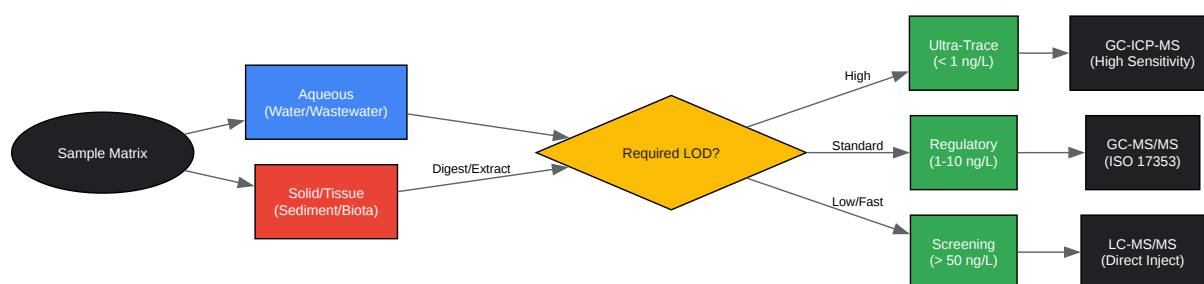 Sample Matrix
Aqueous
(Water/Wastewater)
Solid/Tissue
(Sediment/Biota)
Digest/Extract
Required LOD?
High
Standard
Low/Fast
Ultra-Trace
(< 1 ng/L)
GC-ICP-MS
(High Sensitivity)
Regulatory
(1-10 ng/L)
GC-MS/MS
(ISO 17353)
Screening
(> 50 ng/L)
LC-MS/MS
(Direct Inject)